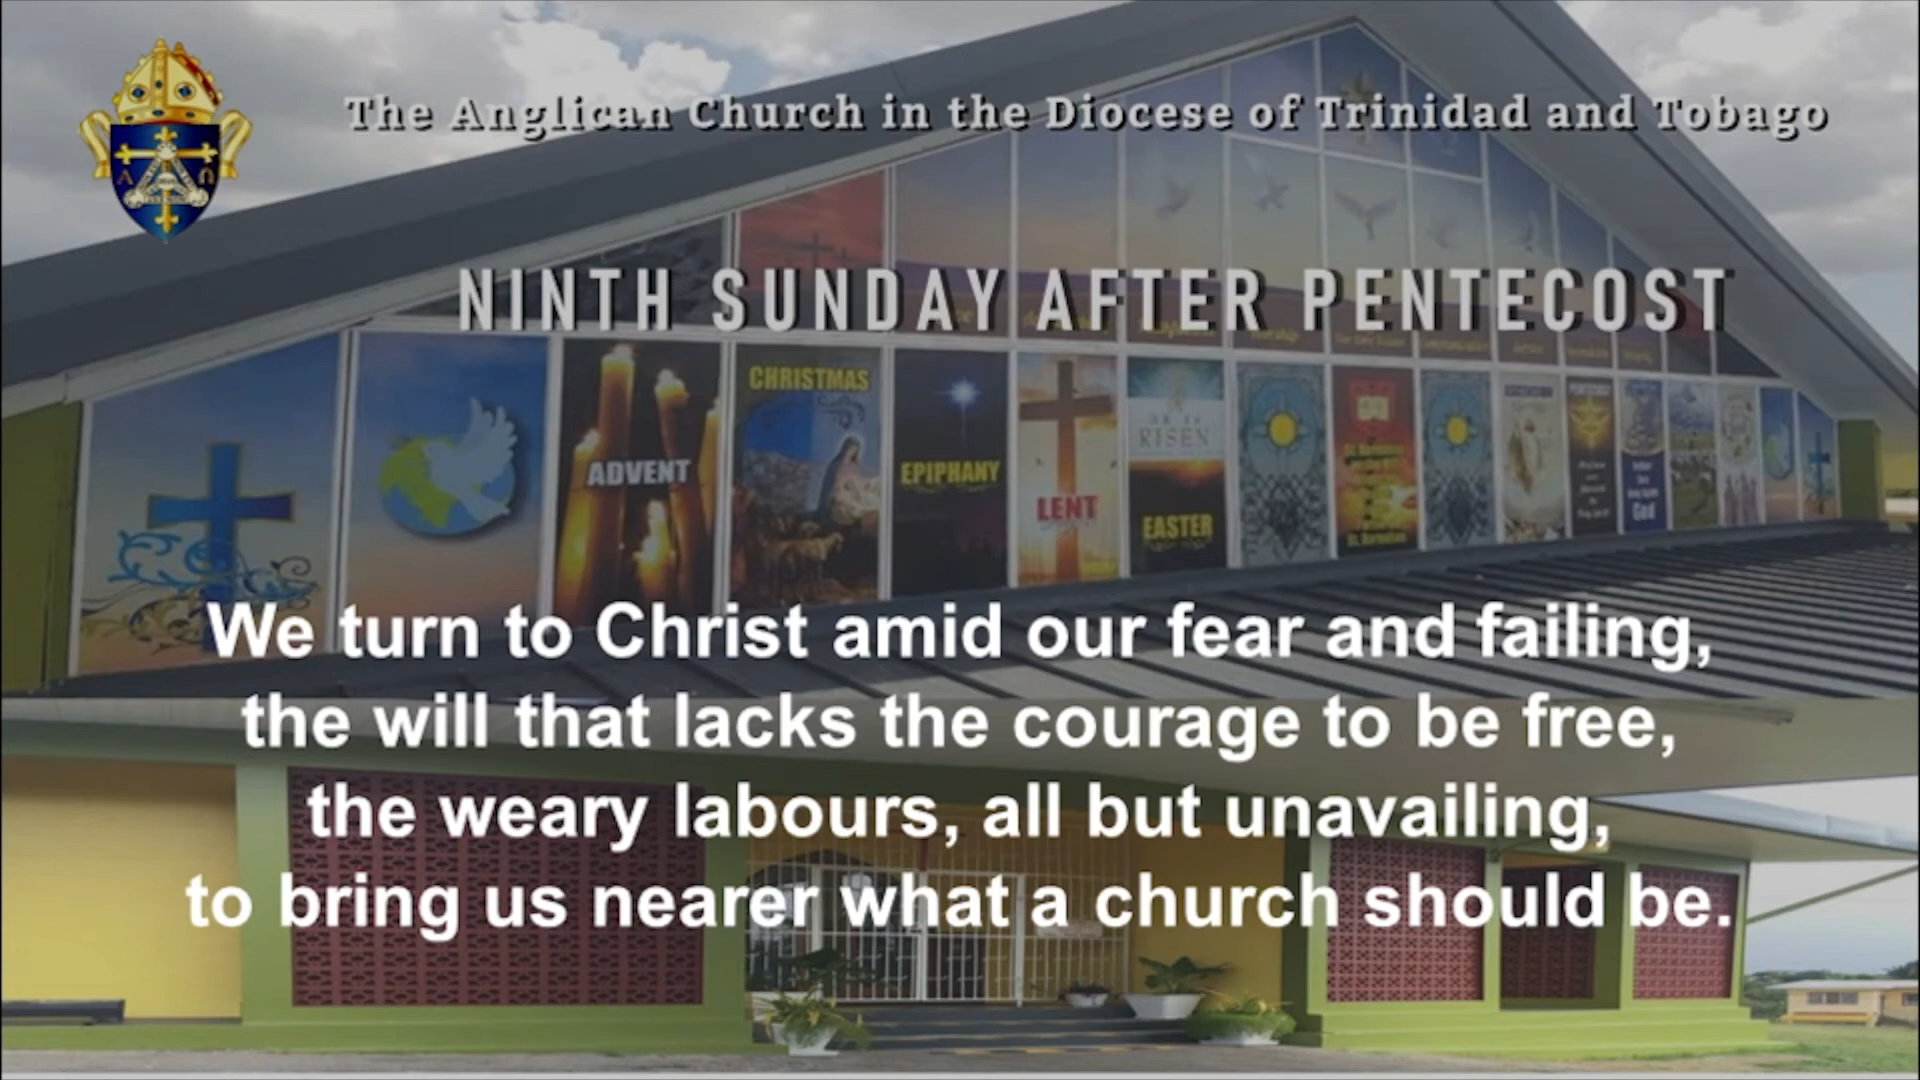 The Anglican Church in the Diocese of Trinidad and Tobago
NINTH SUNDAY AFTER PENTECOST
CHRISTMAS
ADVENT
EPIPHANY
LENT
RISEN
EASTER
God
We turn to Christ amid our fear and failing,
the will that lacks the courage to be free,
the weary labours, all but unavailing,
to bring us nearer what a church should be.